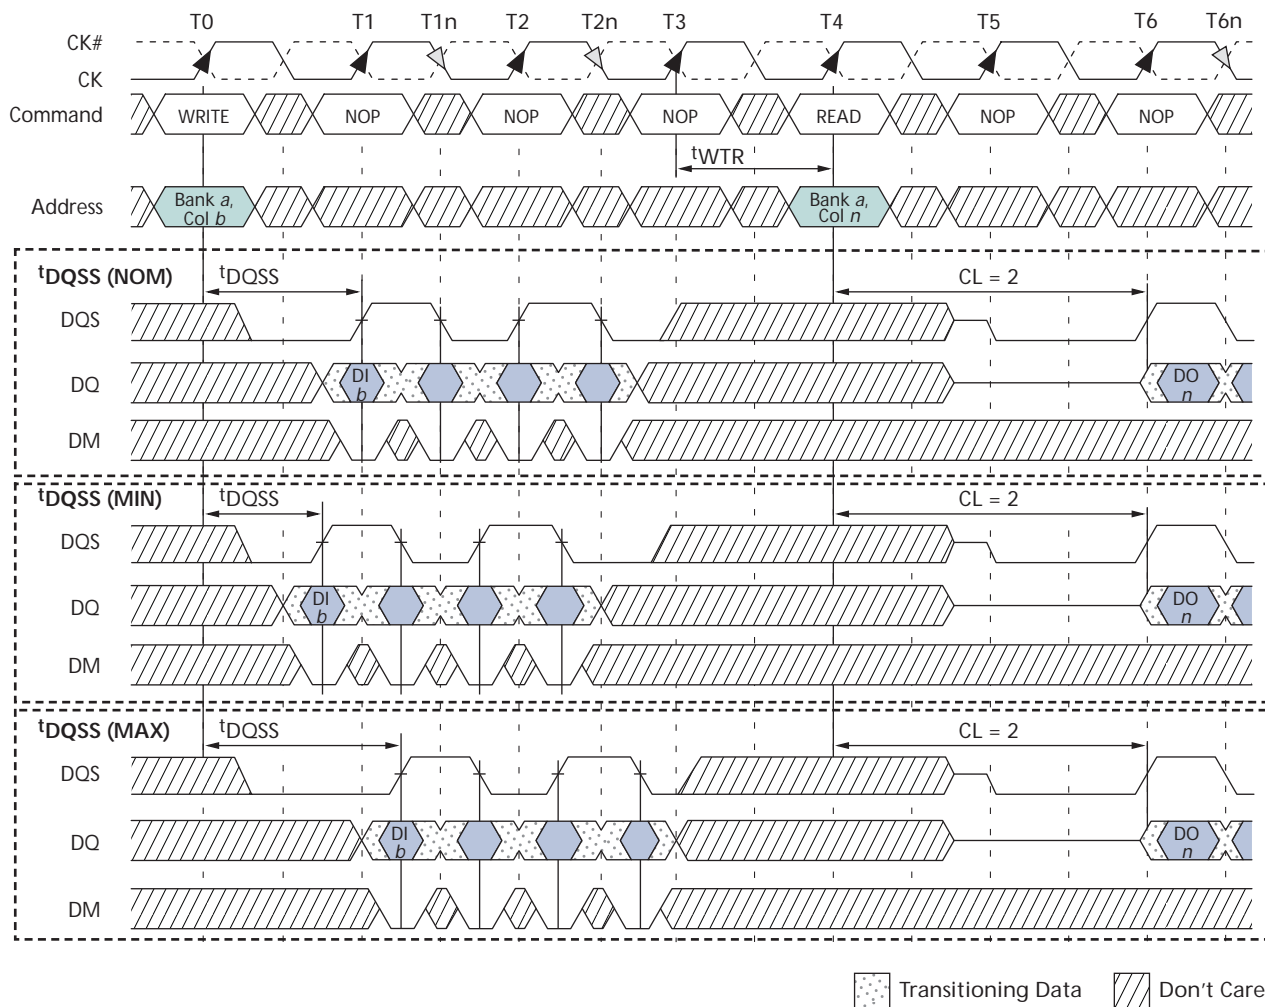 T0 T1 T1n T2 T2n T3 T4 T5 T6 T6n
CK#
CK
Command WRITE NOP NOP NOP READ NOP NOP
tWTR
Address Bank a, Col b Bank a, Col n
tDQSS (NOM) tDQSS CL = 2
DQS
DQ DI b DO n
DM
tDQSS (MIN) tDQSS CL = 2
DQS
DQ DI b DO n
DM
tDQSS (MAX) tDQSS CL = 2
DQS
DQ DI b DO n
DM
Transitioning Data Don't Care